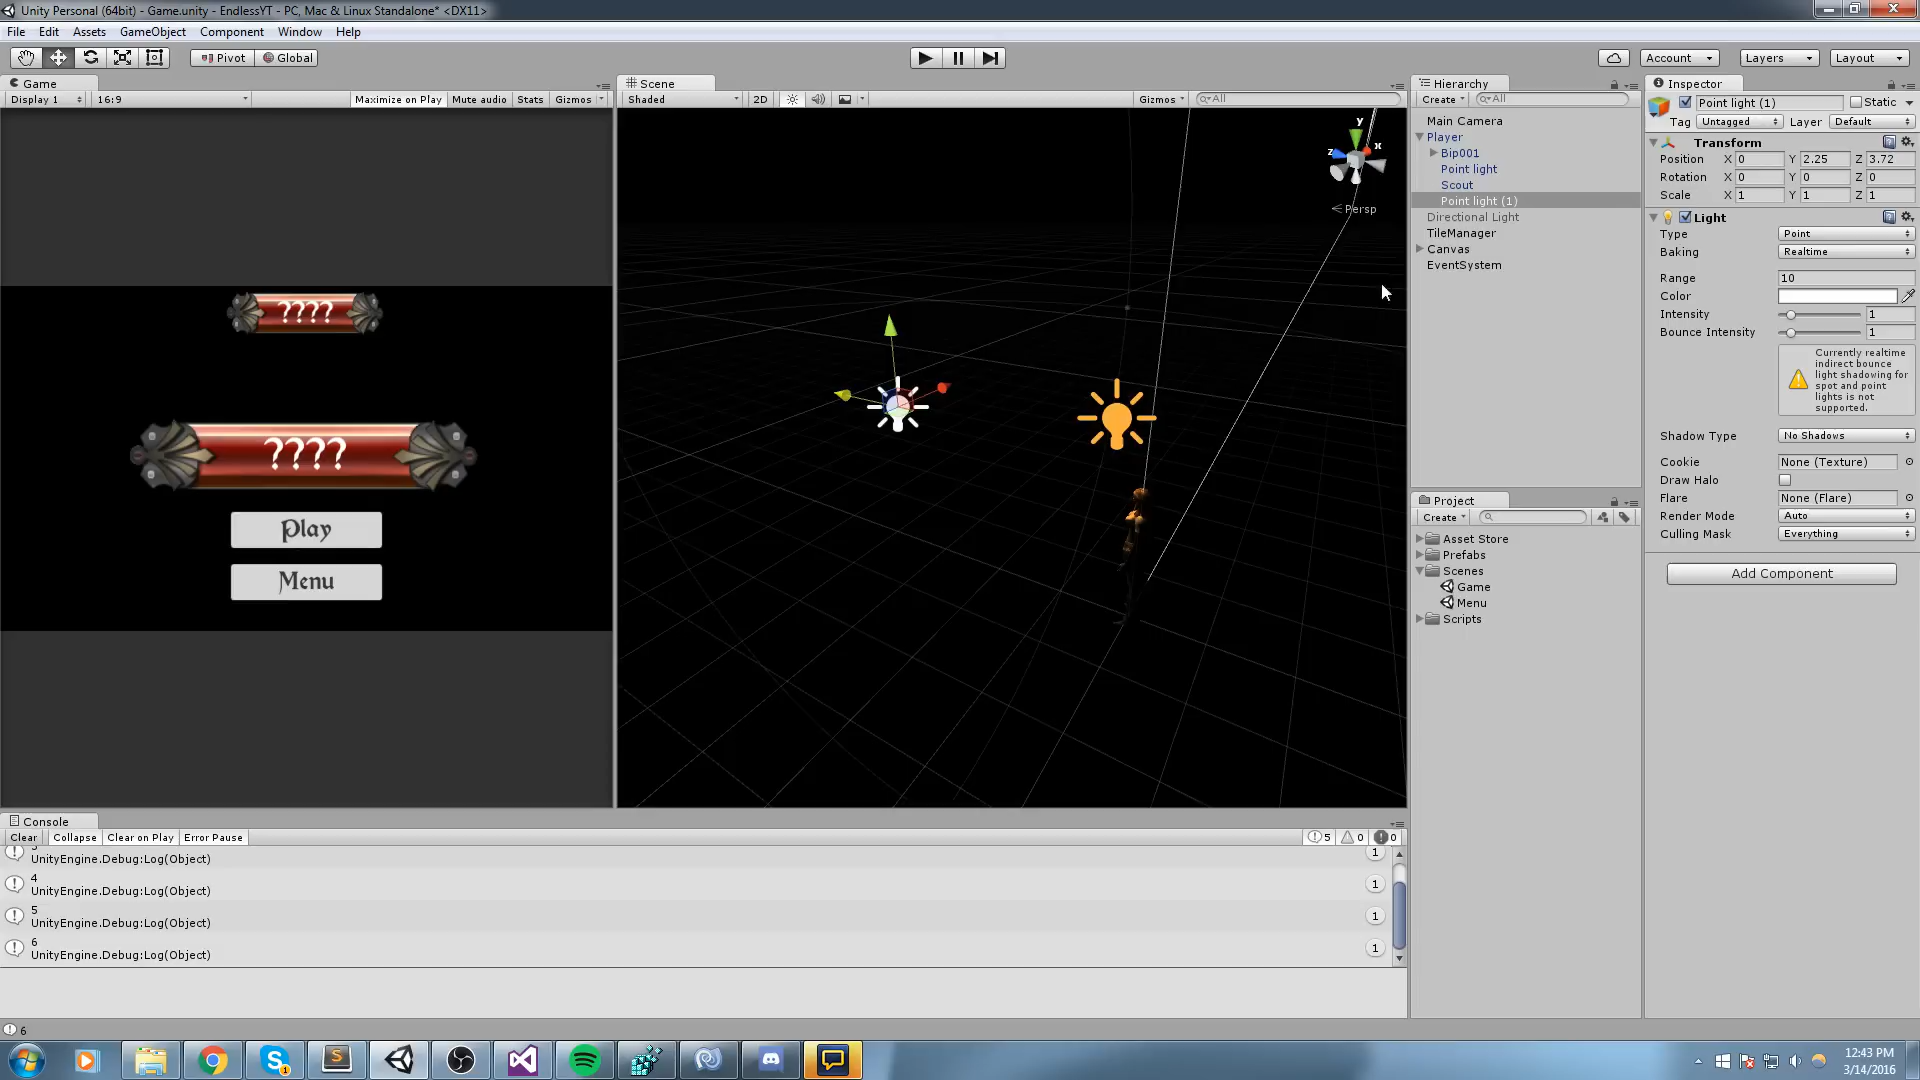 Unity Personal (64bit) - Game.unity - EndlessYT - PC, Mac & Linux Standalone* <DX11>
File Edit Assets GameObject Component Window Help
Pivot Global Account Layers Layout
Game
Display 1 16:9 Maximize on Play Mute audio Stats Gizmos
????
????
Play
Menu
Scene
Shaded 2D Gizmos All
y
x
z
Persp
Hierarchy
Create All
Main Camera
Player
Bip001
Point light
Scout
Point light (1)
Directional Light
TileManager
Canvas
EventSystem
Project
Create
Asset Store
Prefabs
Scenes
Game
Menu
Scripts
Inspector
Point light (1) Static
Tag Untagged Layer Default
Transform
Position X 0 Y 2.25 Z 3.72
Rotation X 0 Y 0 Z 0
Scale X 1 Y 1 Z 1
Light
Type Point
Baking Realtime
Range 10
Color
Intensity 1
Bounce Intensity 1
Currently realtime
indirect bounce
light shadowing for
spot and point
lights is not
supported.
Shadow Type No Shadows
Cookie None (Texture)
Draw Halo
Flare None (Flare)
Render Mode Auto
Culling Mask Everything
Add Component
Console
Clear Collapse Clear on Play Error Pause 5 0 0
UnityEngine.Debug:Log(Object) 1
4
UnityEngine.Debug:Log(Object) 1
5
UnityEngine.Debug:Log(Object) 1
6
UnityEngine.Debug:Log(Object) 1
6
12:43 PM
3/14/2016